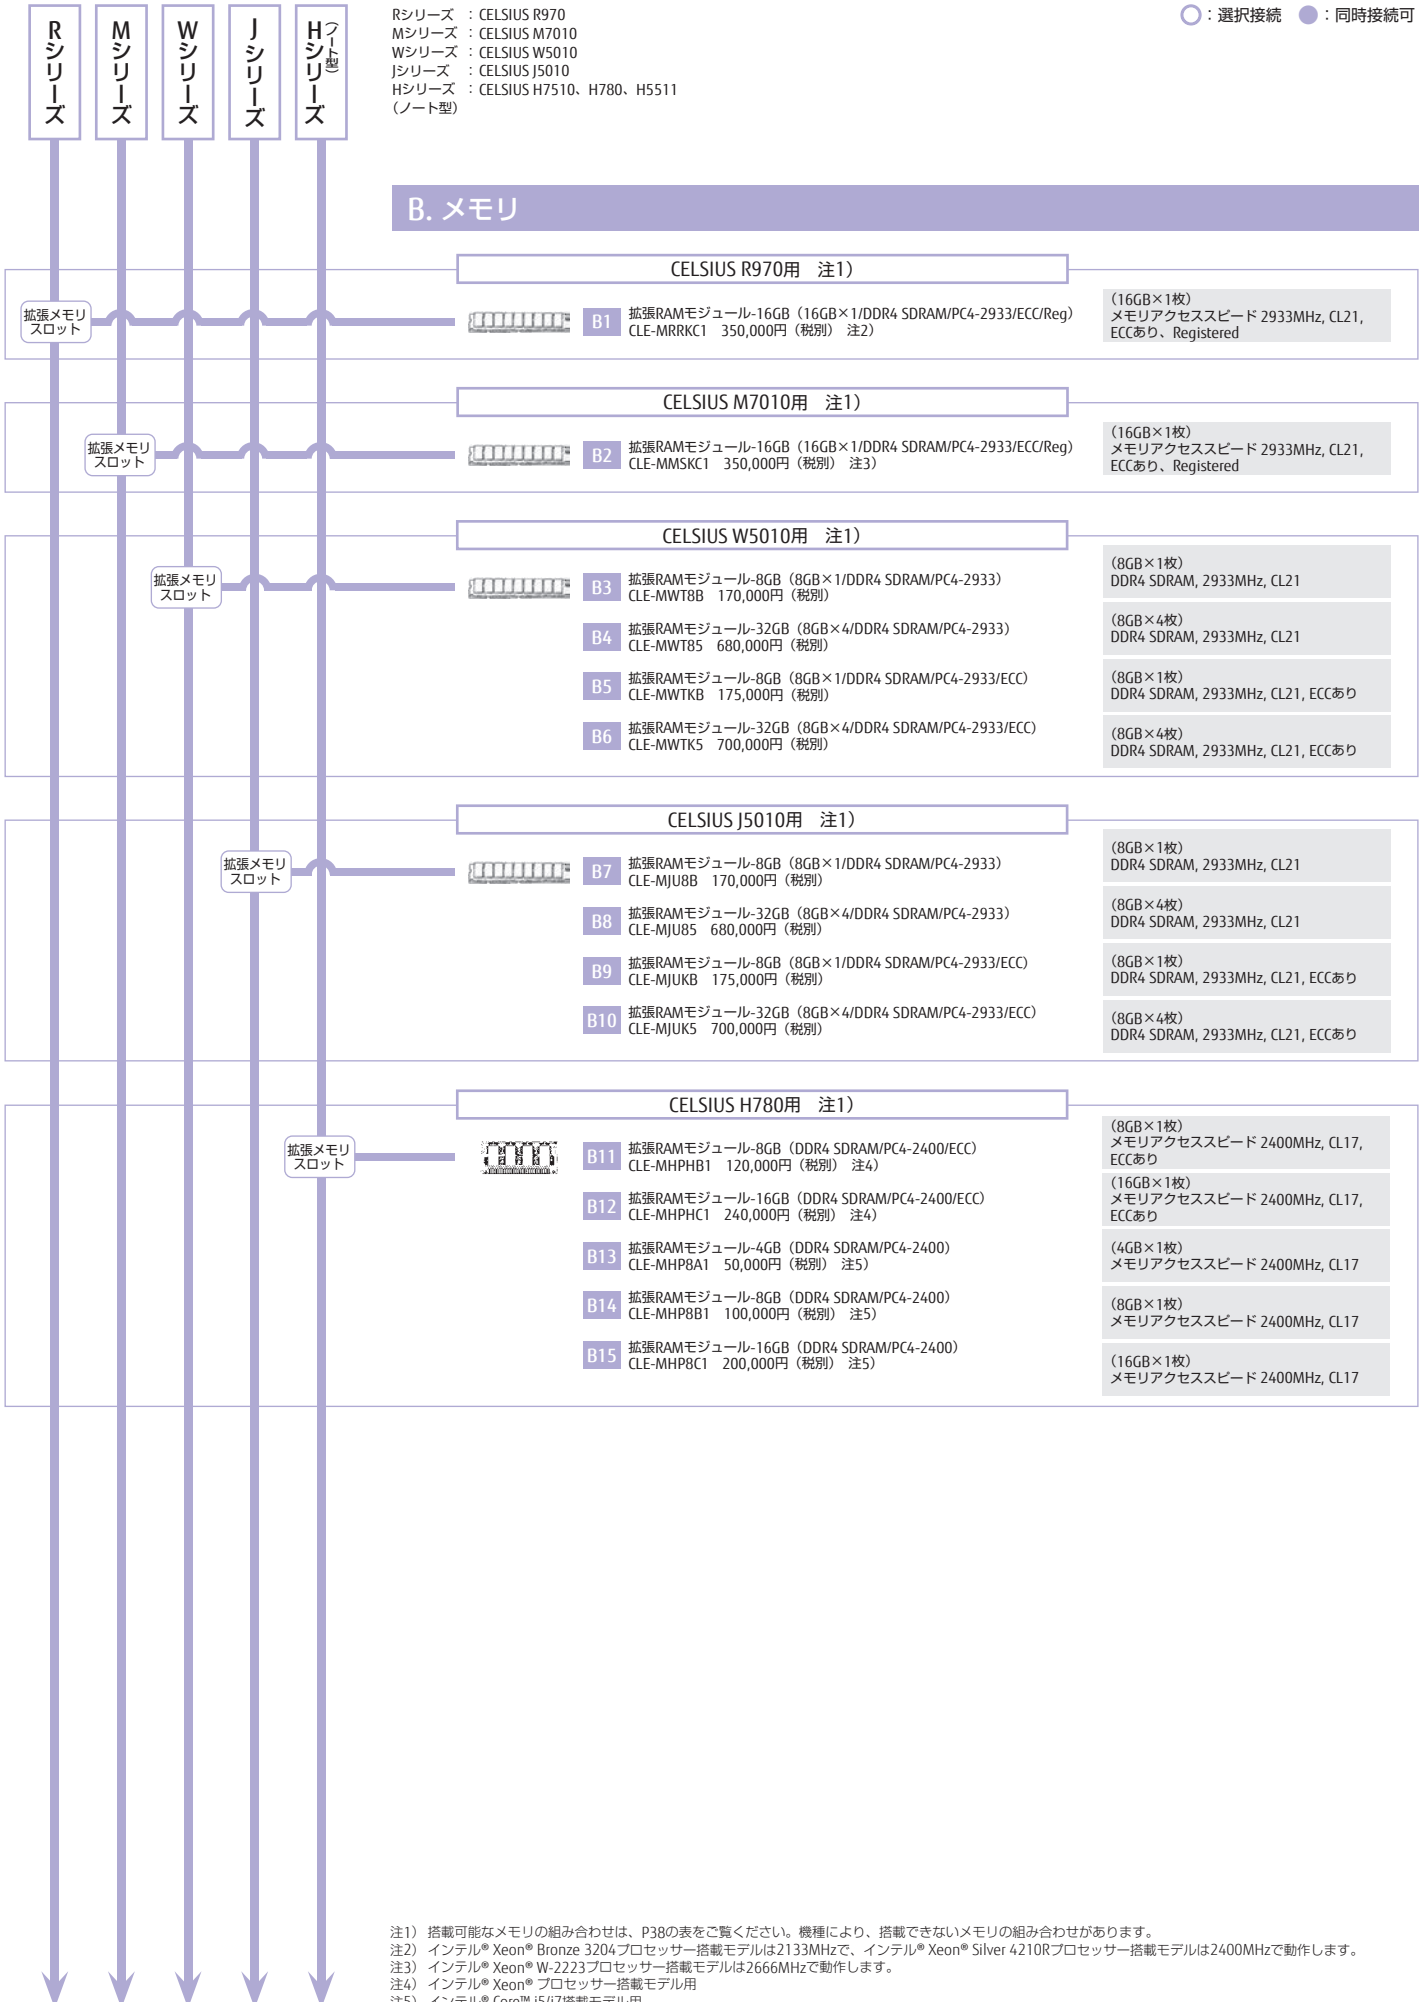 Rシリーズ
Mシリーズ
Wシリーズ
Jシリーズ
Hシリーズ
(ノート型)
Rシリーズ ：CELSIUS R970
Mシリーズ ：CELSIUS M7010
Wシリーズ ：CELSIUS W5010
Jシリーズ ：CELSIUS J5010
Hシリーズ ：CELSIUS H7510、H780、H5511
（ノート型）
：選択接続 ：同時接続可
B. メモリ
CELSIUS R970用 注1）
拡張メモリ
スロット
B1
拡張RAMモジュール-16GB（16GB×1/DDR4 SDRAM/PC4-2933/ECC/Reg）
CLE-MRRKC1 350,000円（税別） 注2）
（16GB×1枚）
メモリアクセススピード 2933MHz, CL21,
ECCあり、Registered
CELSIUS M7010用 注1）
拡張メモリ
スロット
B2
拡張RAMモジュール-16GB（16GB×1/DDR4 SDRAM/PC4-2933/ECC/Reg）
CLE-MMSKC1 350,000円（税別） 注3）
（16GB×1枚）
メモリアクセススピード 2933MHz, CL21,
ECCあり、Registered
CELSIUS W5010用 注1）
拡張メモリ
スロット
B3
拡張RAMモジュール-8GB（8GB×1/DDR4 SDRAM/PC4-2933）
CLE-MWT8B 170,000円（税別）
（8GB×1枚）
DDR4 SDRAM, 2933MHz, CL21
B4
拡張RAMモジュール-32GB（8GB×4/DDR4 SDRAM/PC4-2933）
CLE-MWT85 680,000円（税別）
（8GB×4枚）
DDR4 SDRAM, 2933MHz, CL21
B5
拡張RAMモジュール-8GB（8GB×1/DDR4 SDRAM/PC4-2933/ECC）
CLE-MWTKB 175,000円（税別）
（8GB×1枚）
DDR4 SDRAM, 2933MHz, CL21, ECCあり
B6
拡張RAMモジュール-32GB（8GB×4/DDR4 SDRAM/PC4-2933/ECC）
CLE-MWTK5 700,000円（税別）
（8GB×4枚）
DDR4 SDRAM, 2933MHz, CL21, ECCあり
CELSIUS J5010用 注1）
拡張メモリ
スロット
B7
拡張RAMモジュール-8GB（8GB×1/DDR4 SDRAM/PC4-2933）
CLE-MJU8B 170,000円（税別）
（8GB×1枚）
DDR4 SDRAM, 2933MHz, CL21
B8
拡張RAMモジュール-32GB（8GB×4/DDR4 SDRAM/PC4-2933）
CLE-MJU85 680,000円（税別）
（8GB×4枚）
DDR4 SDRAM, 2933MHz, CL21
B9
拡張RAMモジュール-8GB（8GB×1/DDR4 SDRAM/PC4-2933/ECC）
CLE-MJUKB 175,000円（税別）
（8GB×1枚）
DDR4 SDRAM, 2933MHz, CL21, ECCあり
B10
拡張RAMモジュール-32GB（8GB×4/DDR4 SDRAM/PC4-2933/ECC）
CLE-MJUK5 700,000円（税別）
（8GB×4枚）
DDR4 SDRAM, 2933MHz, CL21, ECCあり
CELSIUS H780用 注1）
拡張メモリ
スロット
B11
拡張RAMモジュール-8GB（DDR4 SDRAM/PC4-2400/ECC）
CLE-MHPHB1 120,000円（税別） 注4）
（8GB×1枚）
メモリアクセススピード 2400MHz, CL17,
ECCあり
B12
拡張RAMモジュール-16GB（DDR4 SDRAM/PC4-2400/ECC）
CLE-MHPHC1 240,000円（税別） 注4）
（16GB×1枚）
メモリアクセススピード 2400MHz, CL17,
ECCあり
B13
拡張RAMモジュール-4GB（DDR4 SDRAM/PC4-2400）
CLE-MHP8A1 50,000円（税別） 注5）
（4GB×1枚）
メモリアクセススピード 2400MHz, CL17
B14
拡張RAMモジュール-8GB（DDR4 SDRAM/PC4-2400）
CLE-MHP8B1 100,000円（税別） 注5）
（8GB×1枚）
メモリアクセススピード 2400MHz, CL17
B15
拡張RAMモジュール-16GB（DDR4 SDRAM/PC4-2400）
CLE-MHP8C1 200,000円（税別） 注5）
（16GB×1枚）
メモリアクセススピード 2400MHz, CL17
注1） 搭載可能なメモリの組み合わせは、P38の表をご覧ください。機種により、搭載できないメモリの組み合わせがあります。
注2） インテル® Xeon® Bronze 3204プロセッサー搭載モデルは2133MHzで、インテル® Xeon® Silver 4210Rプロセッサー搭載モデルは2400MHzで動作します。
注3） インテル® Xeon® W-2223プロセッサー搭載モデルは2666MHzで動作します。
注4） インテル® Xeon® プロセッサー搭載モデル用
注5） インテル® Core™ i5/i7搭載モデル用